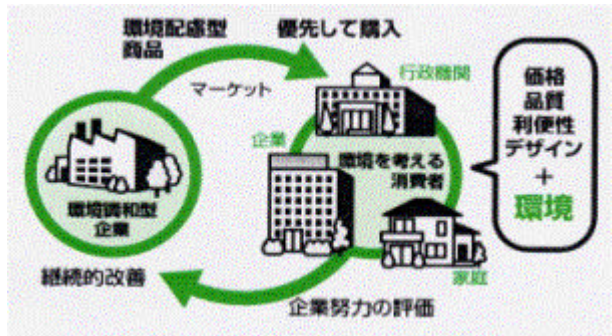 環境配慮型
商品
優先して購入
マーケット
行政機関
企業
環境を考える
消費者
家庭
環境調和型
企業
継続的改善
企業努力の評価
価格
品質
利便性
デザイン
+
環境